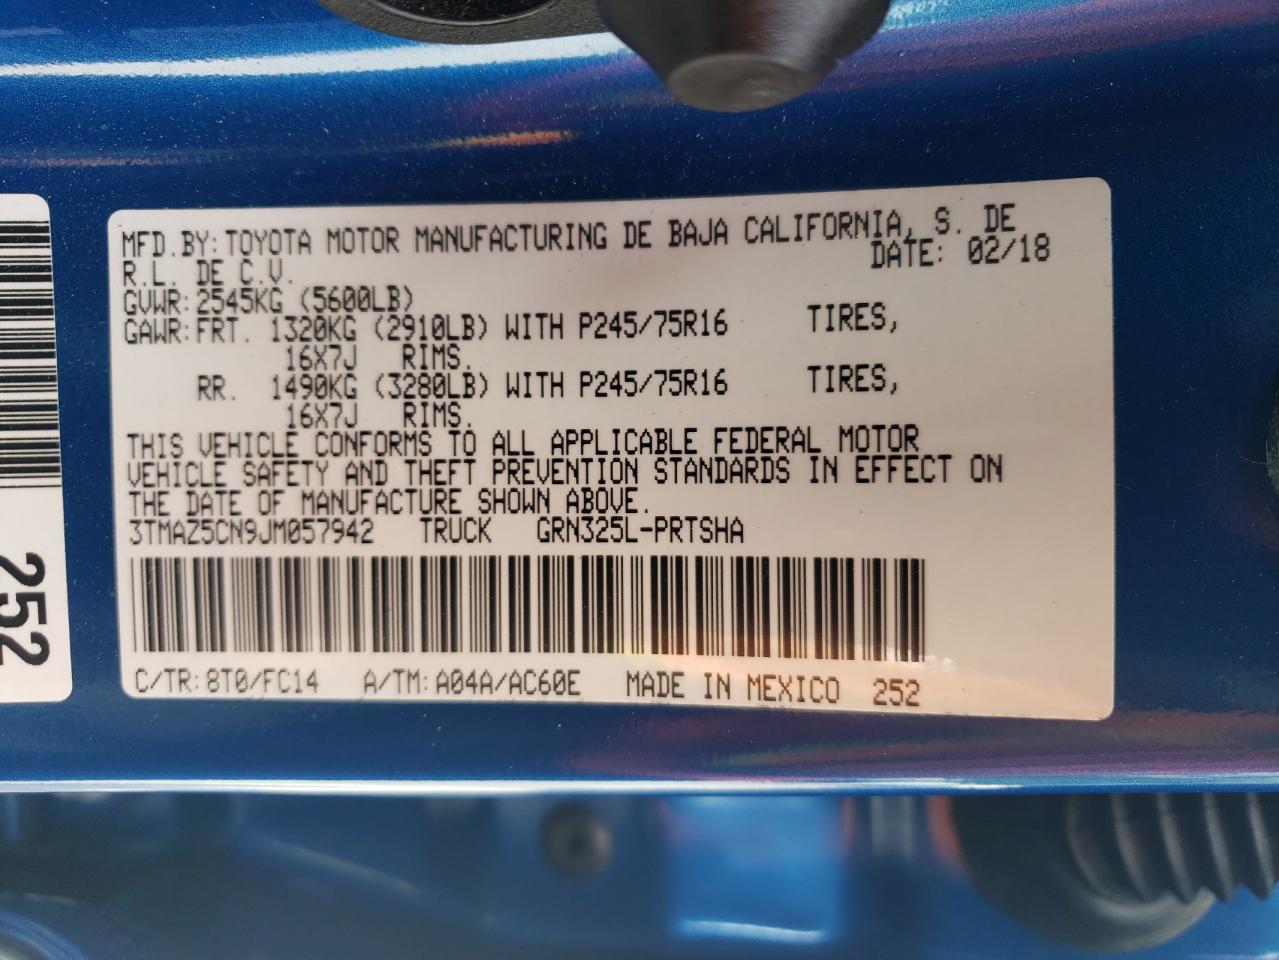 MFD.BY: TOYOTA MOTOR MANUFACTURING DE BAJA CALIFORNIA, S. DE
R.L. DE C.V. DATE: 02/18
GVWR: 2545KG (5600LB)
GAWR: FRT. 1320KG (2910LB) WITH P245/75R16 TIRES,
16X7J RIMS.
RR. 1490KG (3280LB) WITH P245/75R16 TIRES,
16X7J RIMS.
THIS VEHICLE CONFORMS TO ALL APPLICABLE FEDERAL MOTOR
VEHICLE SAFETY AND THEFT PREVENTION STANDARDS IN EFFECT ON
THE DATE OF MANUFACTURE SHOWN ABOVE.
3TMAZ5CN9JM057942 TRUCK GRN325L-PRTSHA
C/TR: 8T0/FC14 A/TM: A04A/AC60E MADE IN MEXICO 252
252